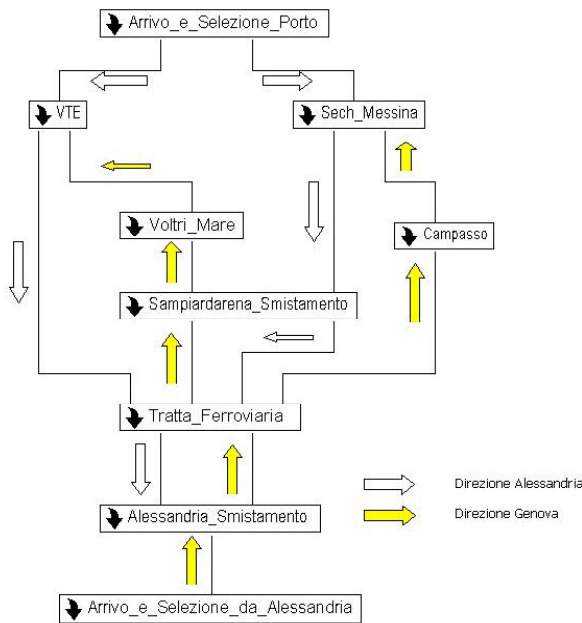 Arrivo_e_Selezione_Porto
VTE
Sech_Messina
Voltri_Mare
Campasso
Sampiardarena_Smistamento
Tratta_Ferroviaria
Direzione Alessandria
Alessandria_Smistamento
Direzione Genova
Arrivo_e_Selezione_da_Alessandria